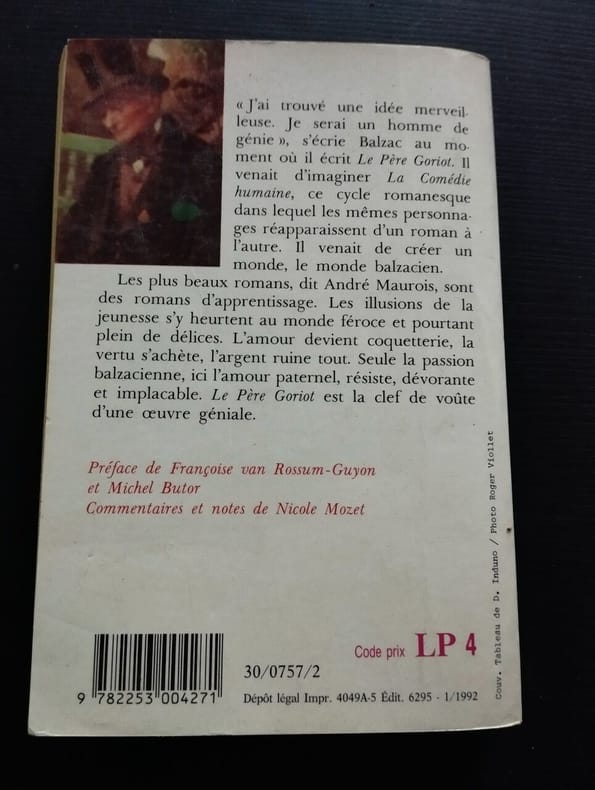 « J'ai trouvé une idée merveil-
leuse. Je serai un homme de
génie », s'écrie Balzac au mo-
ment où il écrit Le Père Goriot. Il
venait d'imaginer La Comédie
humaine, ce cycle romanesque
dans lequel les mêmes personna-
ges réapparaissent d'un roman à
l'autre. Il venait de créer un
monde, le monde balzacien.
Les plus beaux romans, dit André Maurois, sont
des romans d'apprentissage. Les illusions de la
jeunesse s'y heurtent au monde féroce et pourtant
plein de délices. L'amour devient coquetterie, la
vertu s'achète, l'argent ruine tout. Seule la passion
balzacienne, ici l'amour paternel, résiste, dévorante
et implacable. Le Père Goriot est la clef de voûte
d'une œuvre géniale.
Préface de Françoise van Rossum-Guyon
et Michel Butor
Commentaires et notes de Nicole Mozet
Couv. Tableau de D. Induno / Photo Roger Viollet
Code prix LP 4
9 782253 004271
30/0757/2
Dépôt légal Impr. 4049A-5 Édit. 6295 - 1/1992